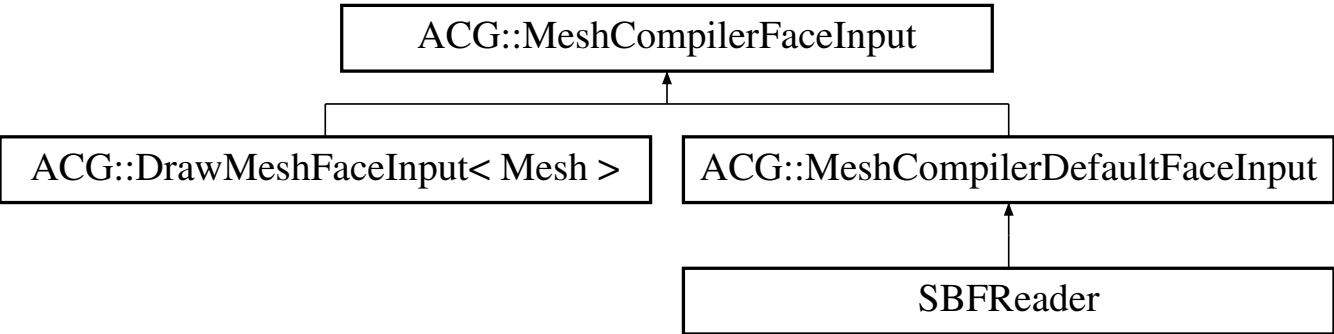 ACG::MeshCompilerFaceInput
ACG::DrawMeshFaceInput< Mesh >
ACG::MeshCompilerDefaultFaceInput
SBFReader